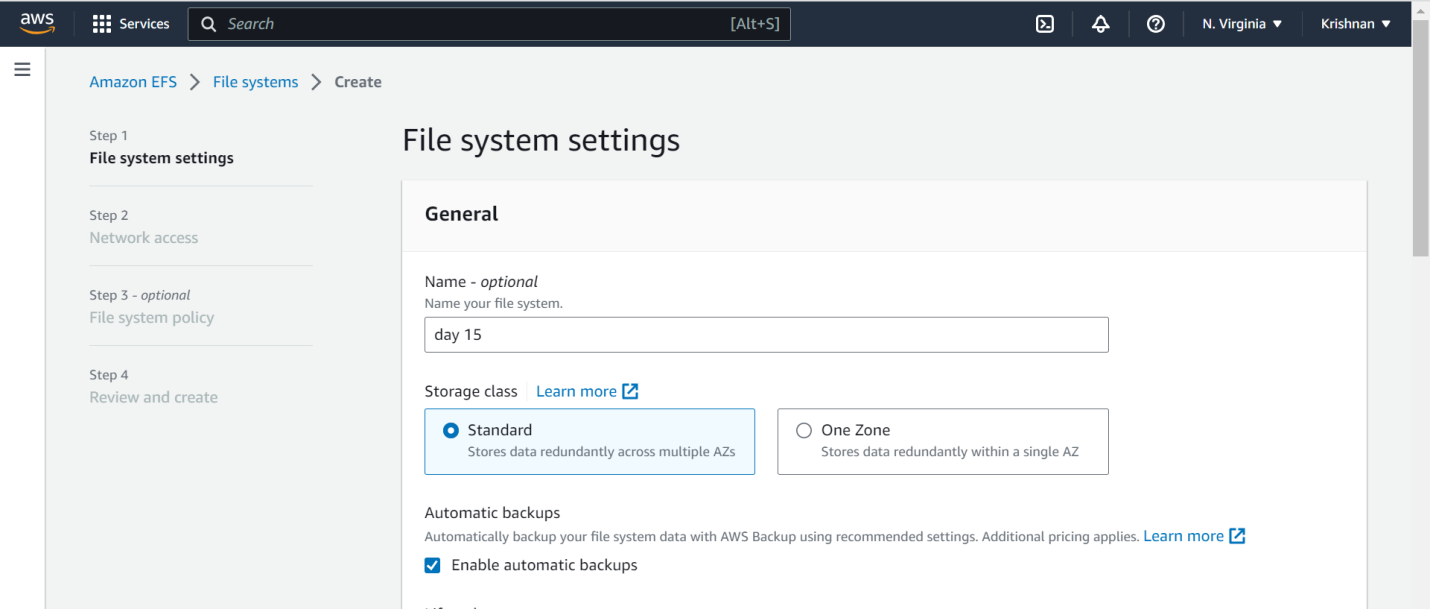 aws
Services
Search [Alt+S]
N. Virginia
Krishnan
Amazon EFS
File systems
Create
Step 1
File system settings
Step 2
Network access
Step 3 - optional
File system policy
Step 4
Review and create
File system settings
General
Name - optional
Name your file system.
day 15
Storage class
Learn more
Standard
Stores data redundantly across multiple AZs
One Zone
Stores data redundantly within a single AZ
Automatic backups
Automatically backup your file system data with AWS Backup using recommended settings. Additional pricing applies. Learn more
Enable automatic backups